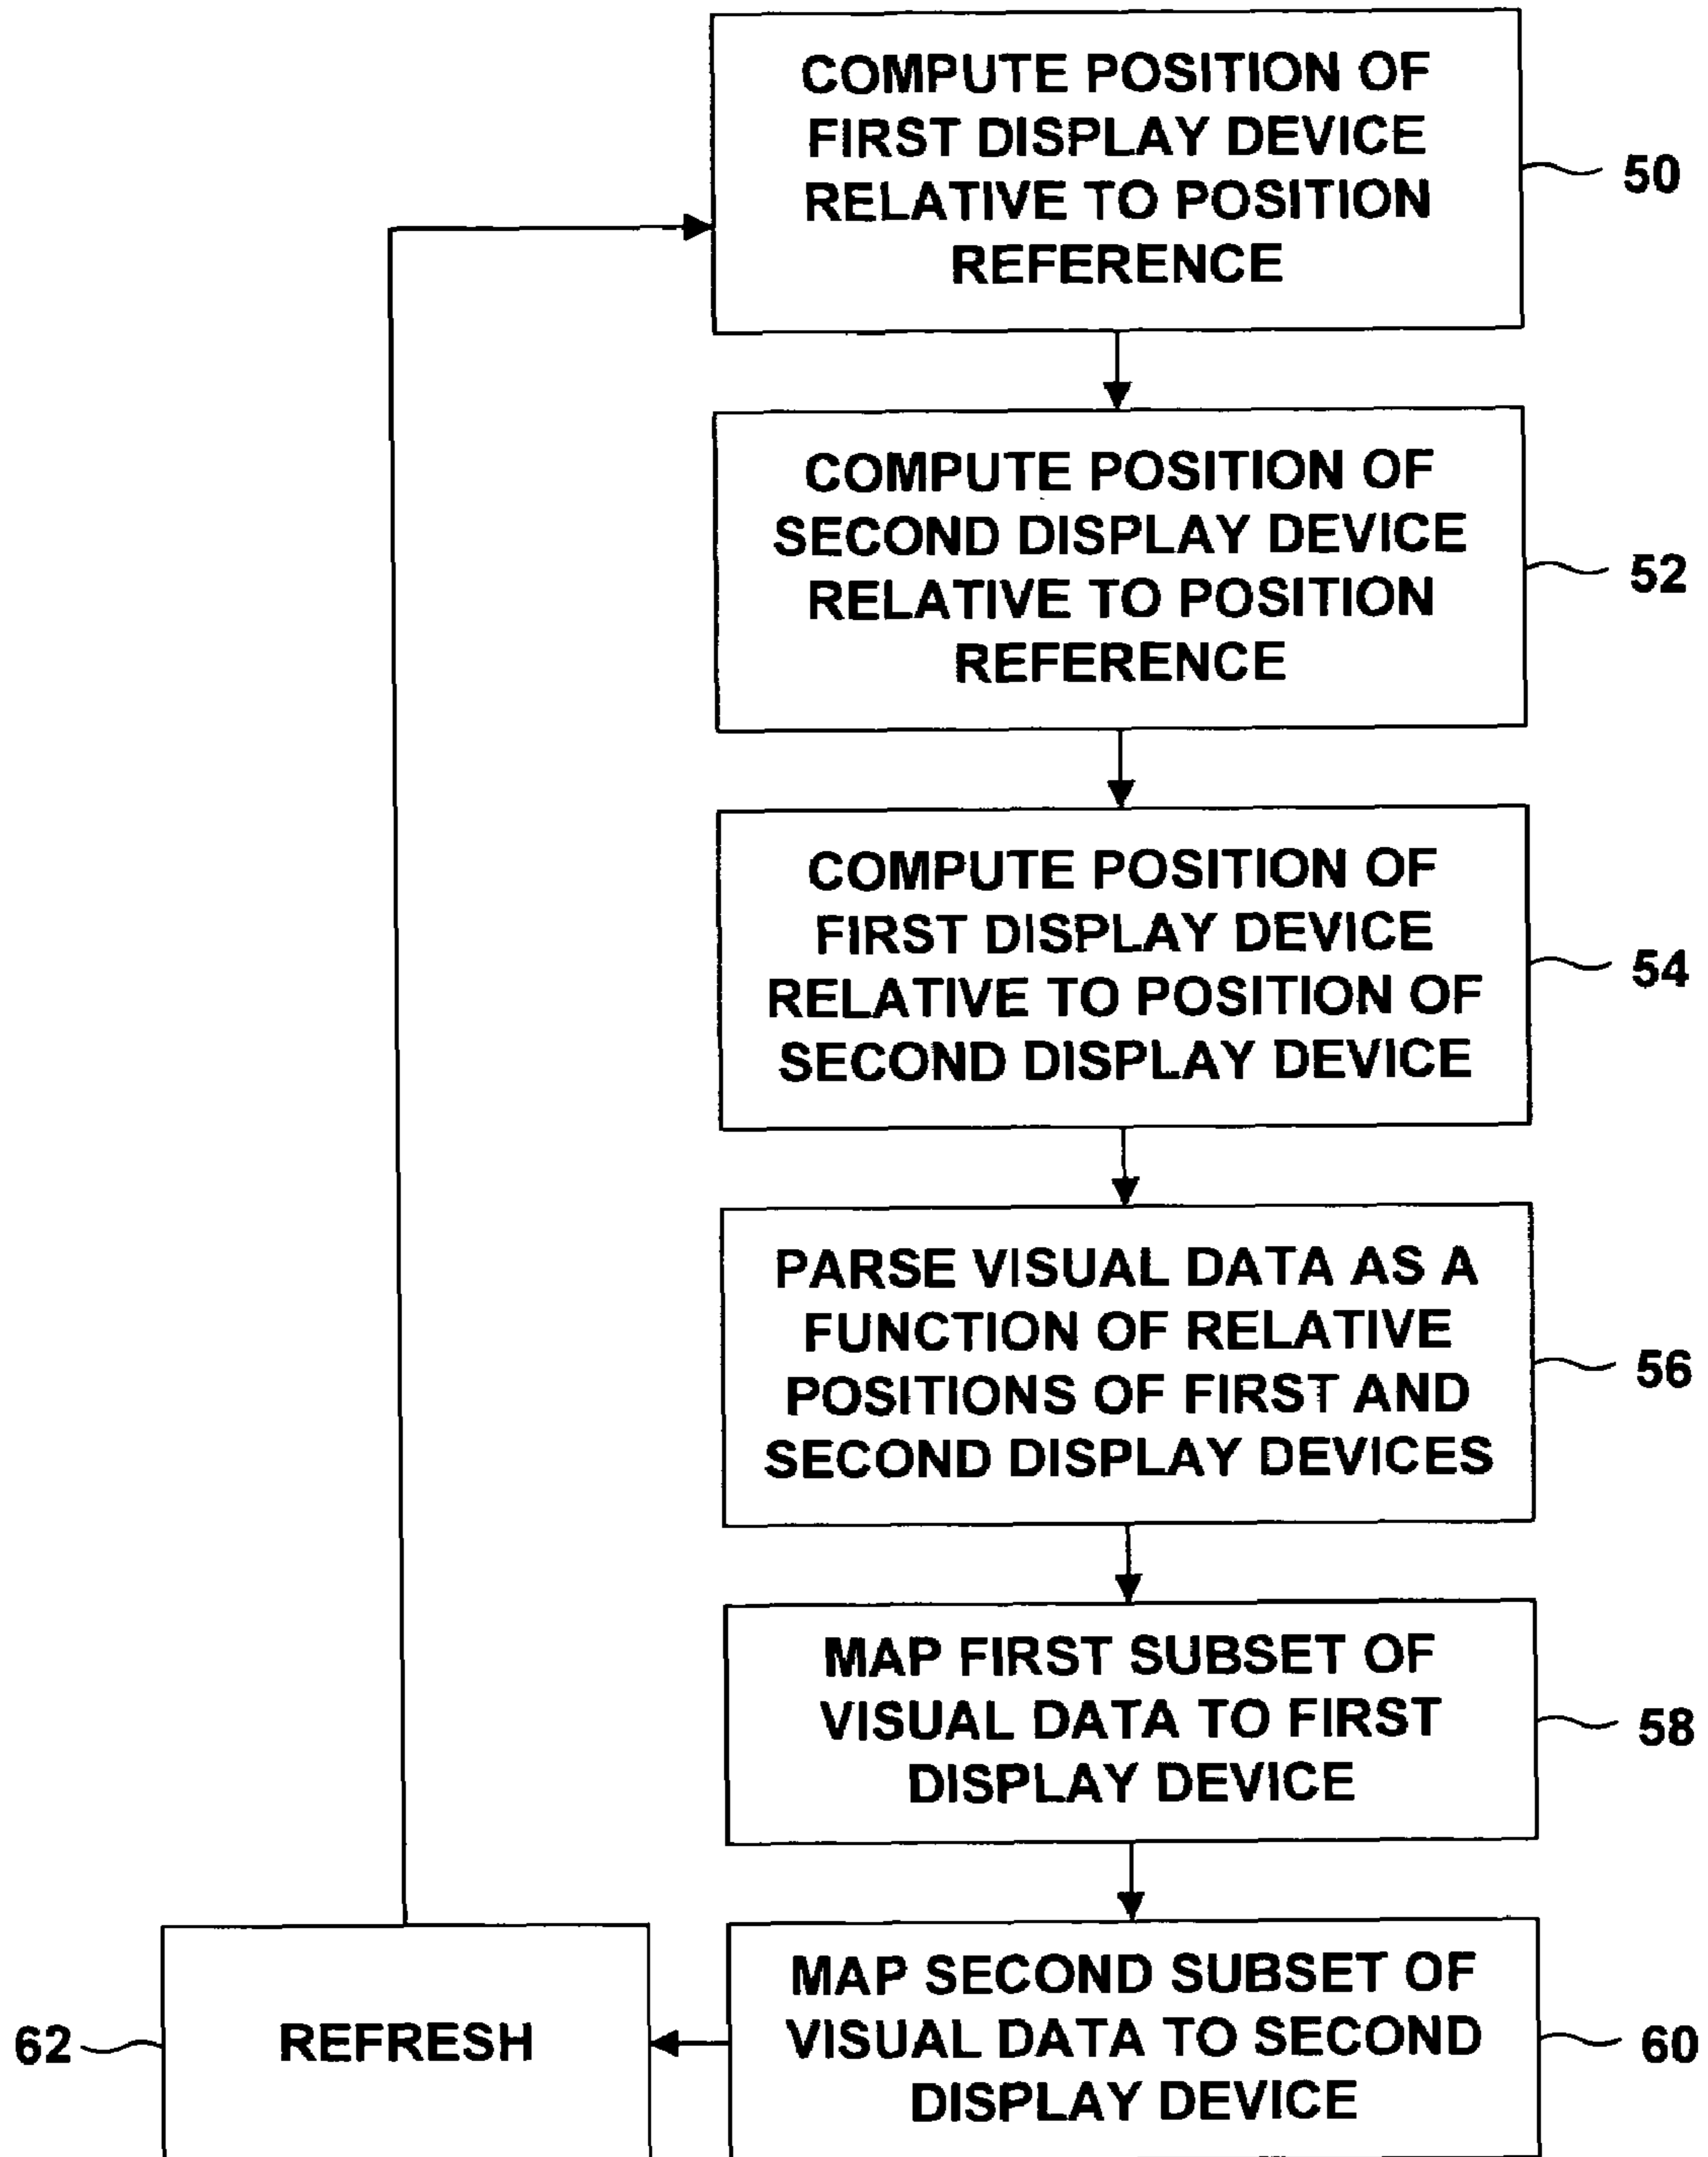 COMPUTE POSITION OF
FIRST DISPLAY DEVICE
RELATIVE TO POSITION
REFERENCE
50
COMPUTE POSITION OF
SECOND DISPLAY DEVICE
RELATIVE TO POSITION
REFERENCE
52
COMPUTE POSITION OF
FIRST DISPLAY DEVICE
RELATIVE TO POSITION OF
SECOND DISPLAY DEVICE
54
PARSE VISUAL DATA AS A
FUNCTION OF RELATIVE
POSITIONS OF FIRST AND
SECOND DISPLAY DEVICES
56
MAP FIRST SUBSET OF
VISUAL DATA TO FIRST
DISPLAY DEVICE
58
MAP SECOND SUBSET OF
VISUAL DATA TO SECOND
DISPLAY DEVICE
60
REFRESH
62